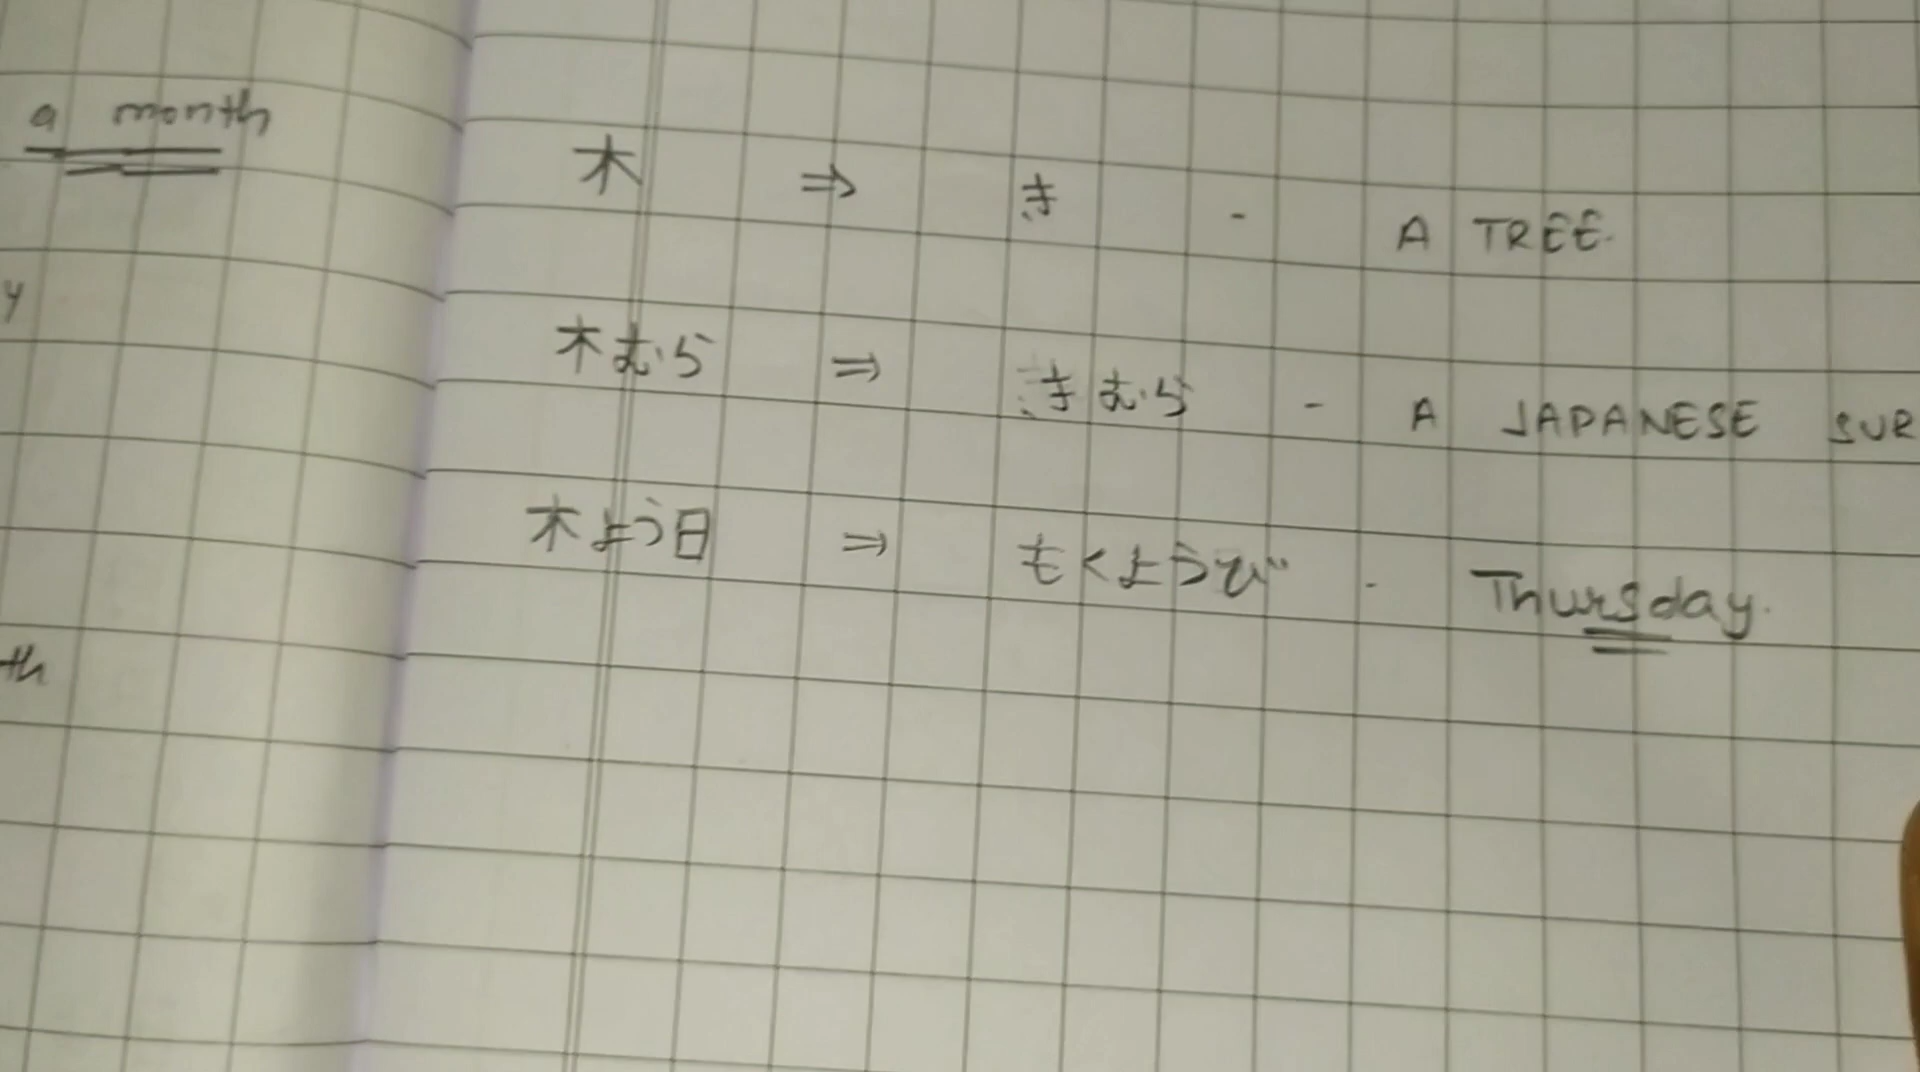 a month
y
th
木 ⇒ き - A TREE.
木むら ⇒ きむら - A JAPANESE SUR
木よう日 ⇒ もくようび - Thursday.